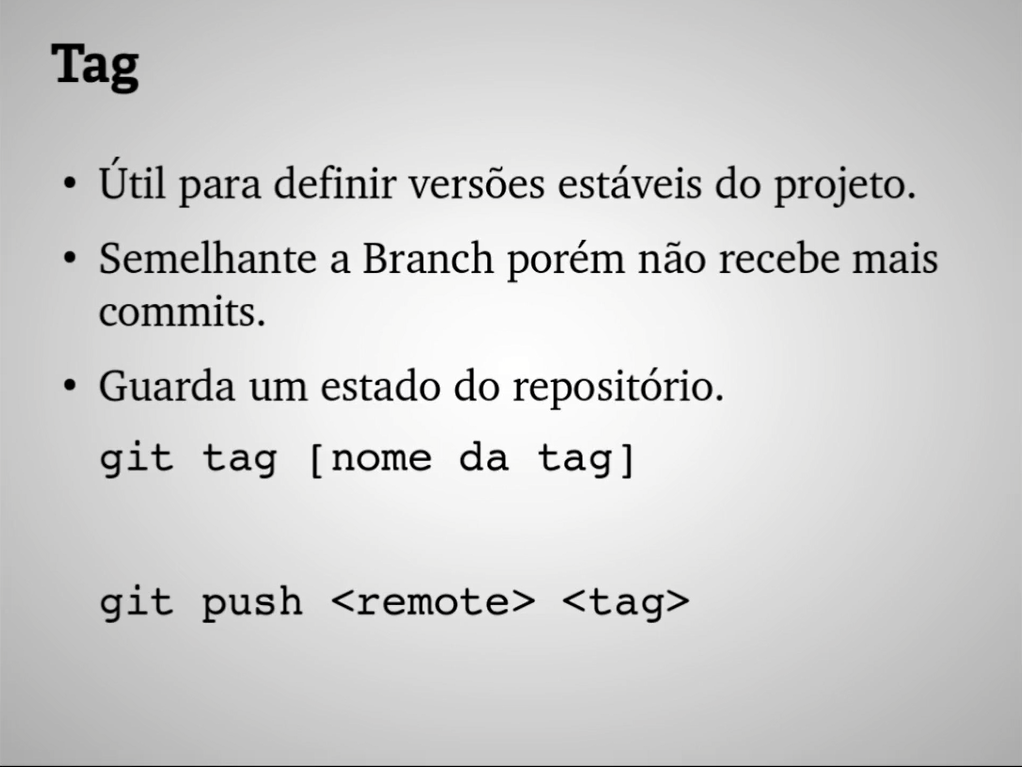 Tag
• Útil para definir versões estáveis do projeto.
• Semelhante a Branch porém não recebe mais
commits.
• Guarda um estado do repositório.
git tag [nome da tag]
git push <remote> <tag>